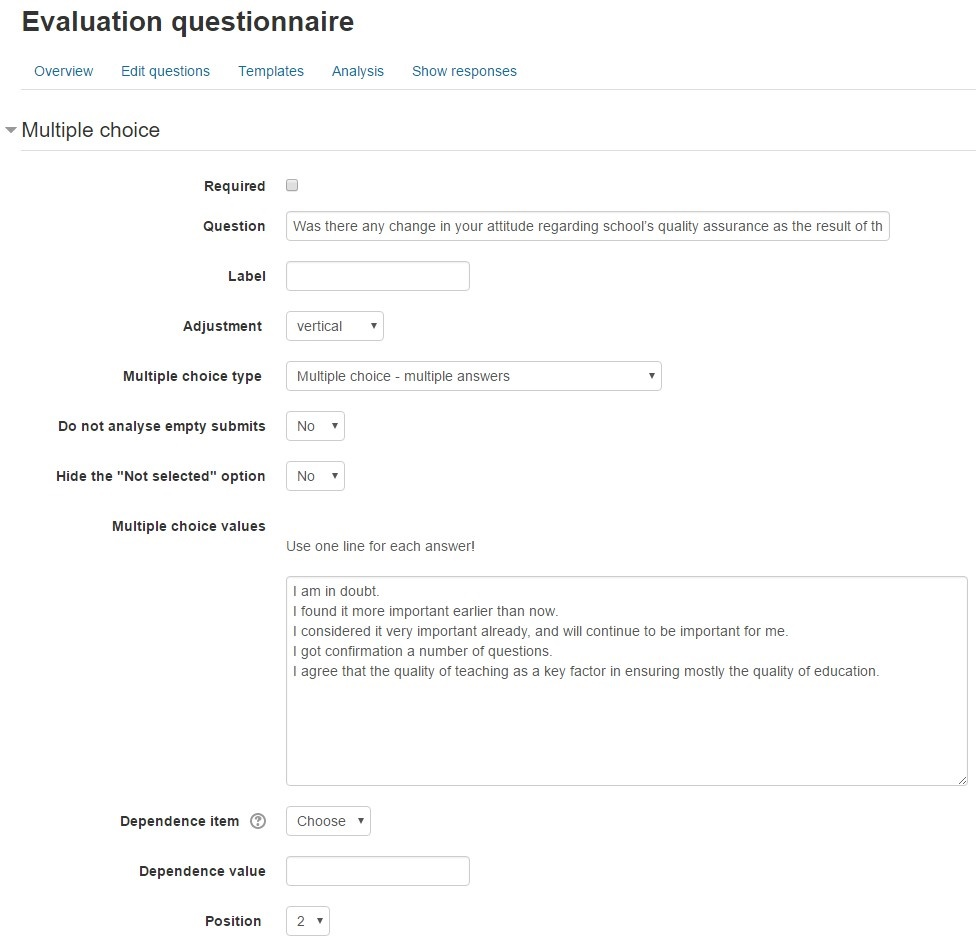 Evaluation questionnaire
Overview Edit questions Templates Analysis Show responses
Multiple choice
Required
Question Was there any change in your attitude regarding school's quality assurance as the result of th
Label
Adjustment vertical
Multiple choice type Multiple choice - multiple answers
Do not analyse empty submits No
Hide the "Not selected" option No
Multiple choice values
Use one line for each answer!
I am in doubt.
I found it more important earlier than now.
I considered it very important already, and will continue to be important for me.
I got confirmation a number of questions.
I agree that the quality of teaching as a key factor in ensuring mostly the quality of education.
Dependence item ? Choose
Dependence value
Position 2